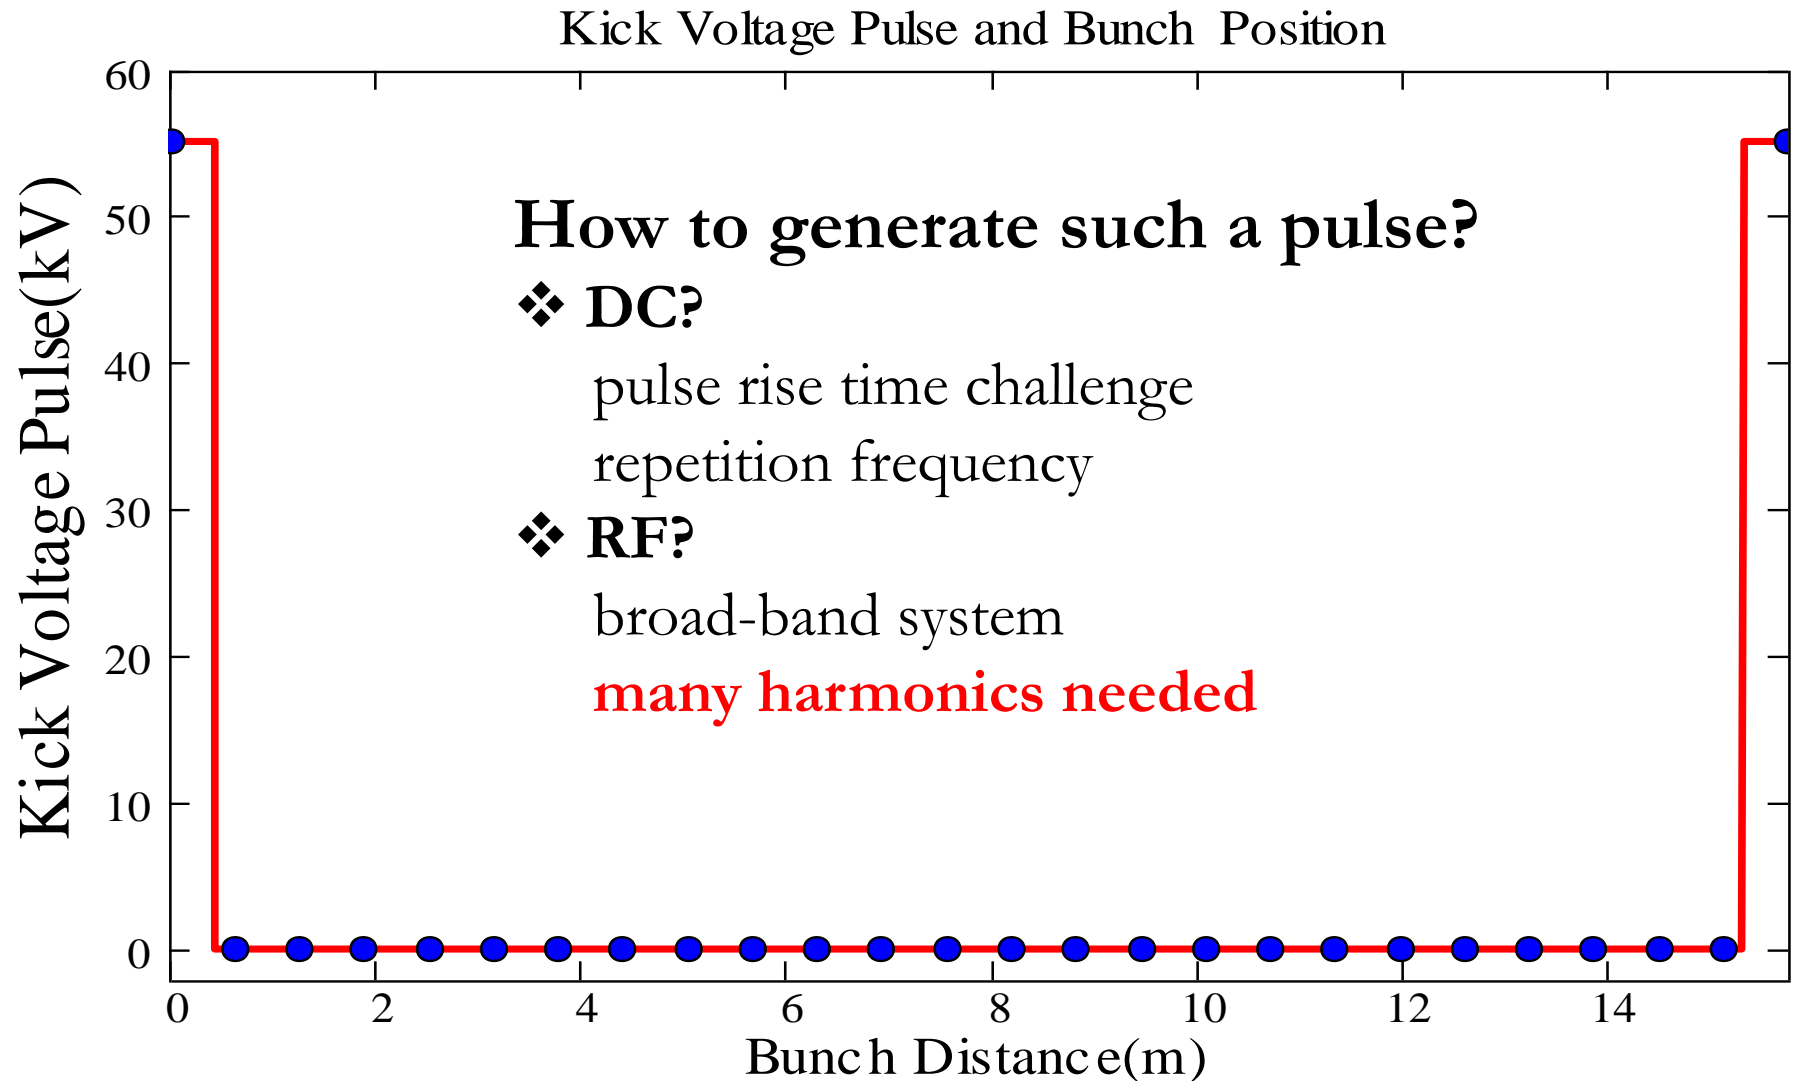 Kick Voltage Pulse and Bunch Position
60
50
40
30
20
10
0
Kick Voltage Pulse(kV)
How to generate such a pulse?
❖ DC?
pulse rise time challenge
repetition frequency
❖ RF?
broad-band system
many harmonics needed
0 2 4 6 8 10 12 14
Bunch Distance(m)